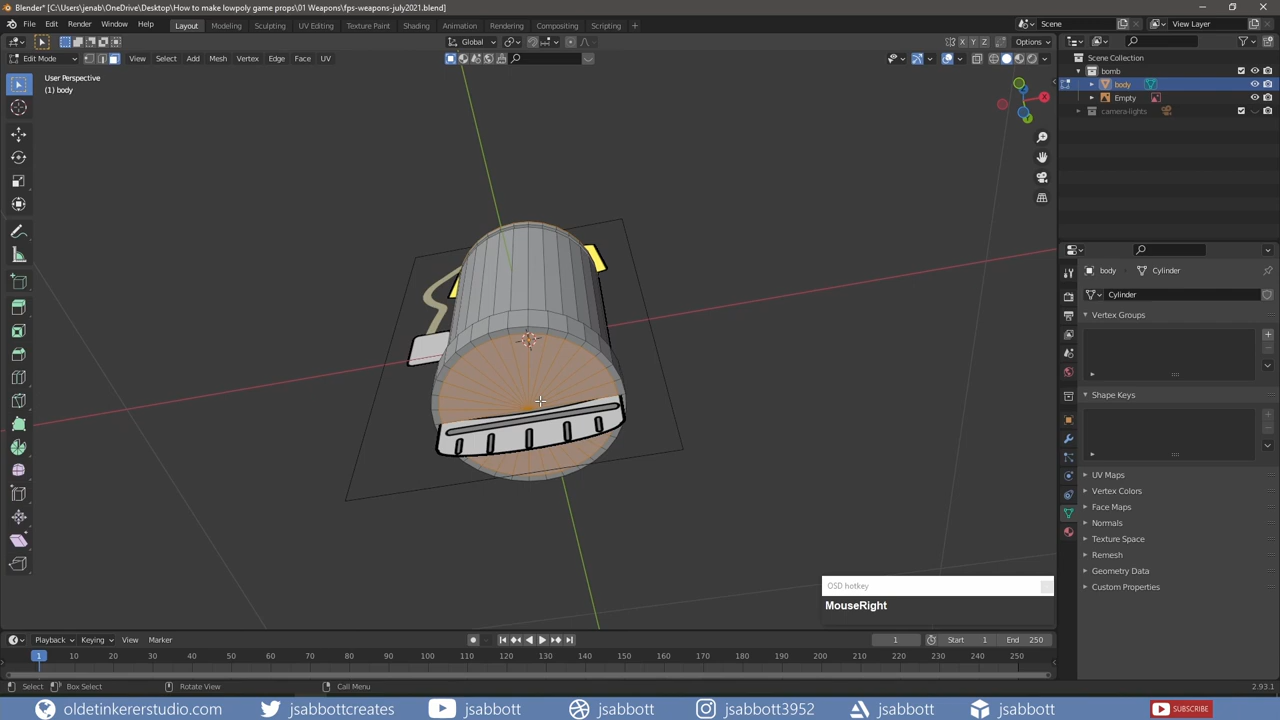 Blender* [C:\Users\jenab\OneDrive\Desktop\How to make lowpoly game props\01 Weapons\fps-weapons-july2021.blend]
File Edit Render Window Help Layout Modeling Sculpting UV Editing Texture Paint Shading Animation Rendering Compositing Scripting + Scene View Layer
Global X Y Z Options
Edit Mode View Select Add Mesh Vertex Edge Face UV
User Perspective
(1) body
Scene Collection
bomb
body
Empty
camera-lights
body Cylinder
Cylinder
Vertex Groups
Shape Keys
UV Maps
Vertex Colors
Face Maps
Normals
Texture Space
Remesh
Geometry Data
Custom Properties
X
Y
OSD hotkey
MouseRight
Playback Keying View Marker 1 Start 1 End 250
1 10 20 30 40 50 60 70 80 90 100 110 120 130 140 150 160 170 180 190 200 210 220 230 240 250
Select Box Select Rotate View Call Menu 2.93.1
oldetinkererstudio.com jsabbottcreates jsabbott jsabbott jsabbott3952 jsabbott jsabbott SUBSCRIBE